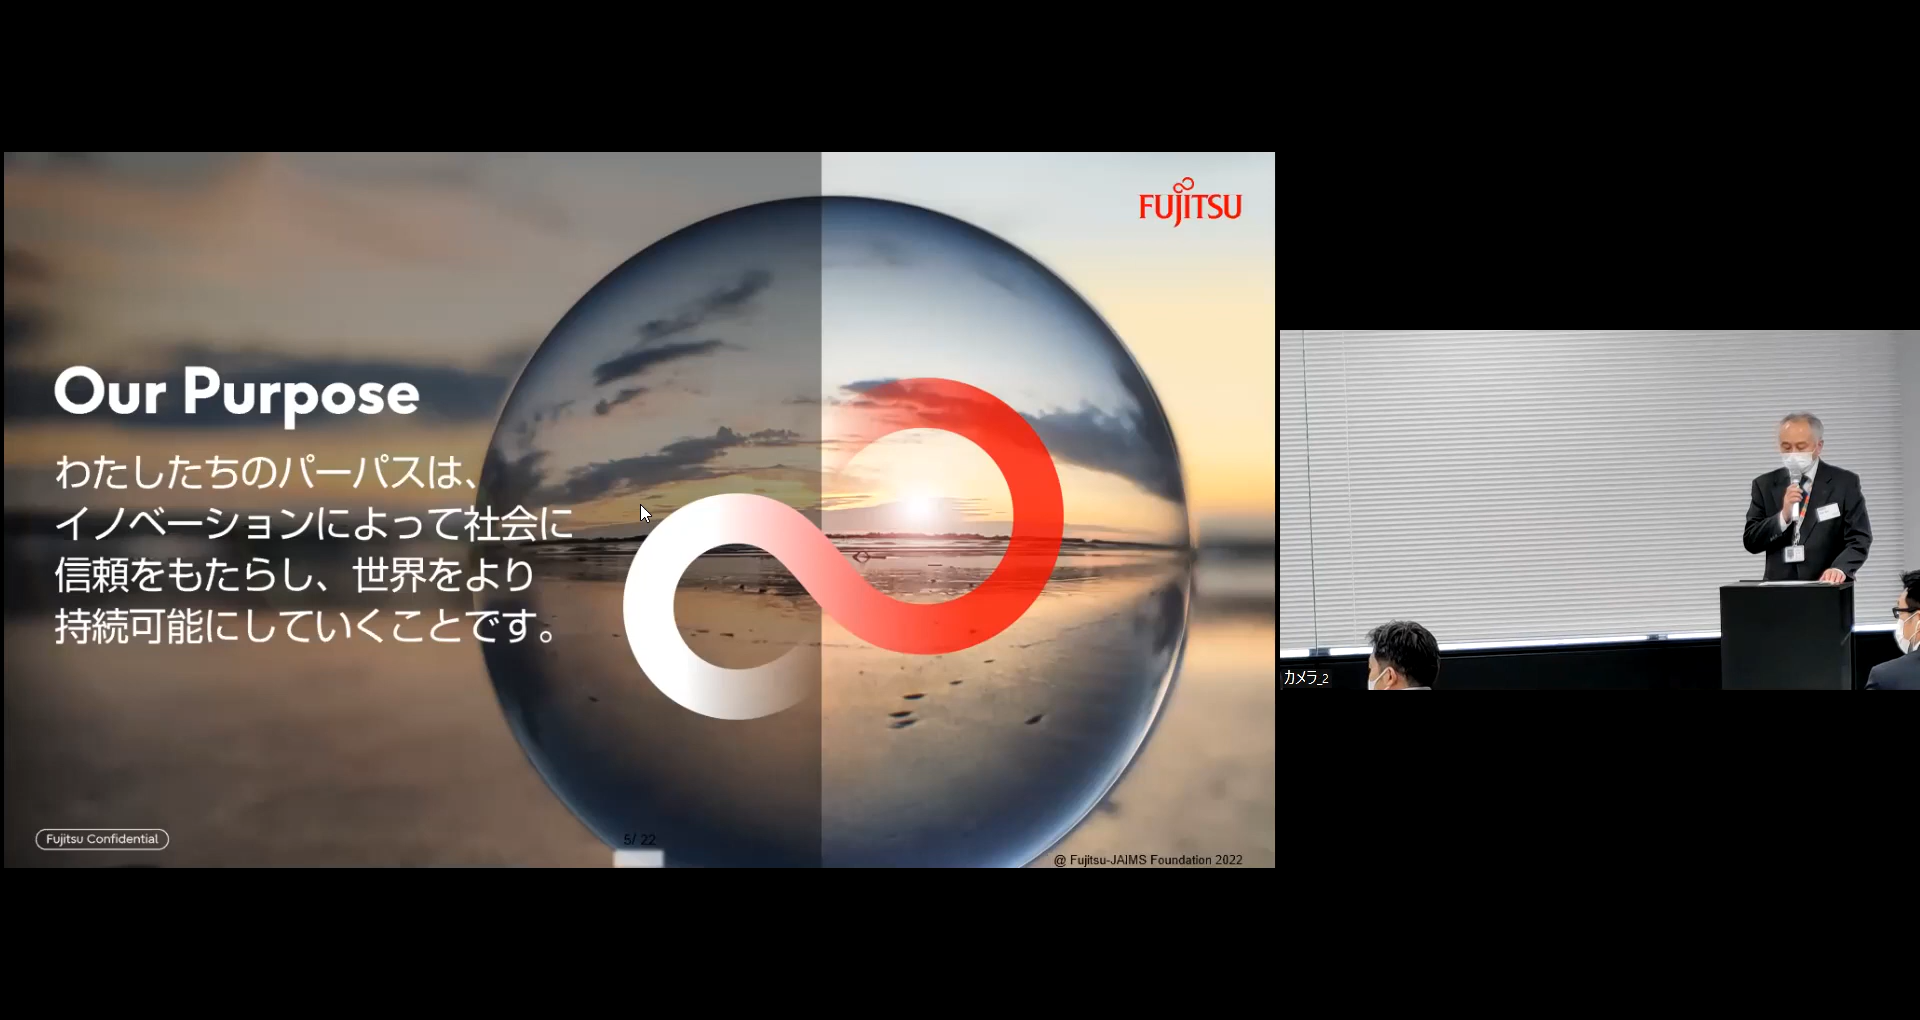 FUJITSU
Our Purpose
わたしたちのパーパスは、
イノベーションによって社会に
信頼をもたらし、世界をより
持続可能にしていくことです。
Fujitsu Confidential
5/ 22
@ Fujitsu-JAIMS Foundation 2022
カメラ_2